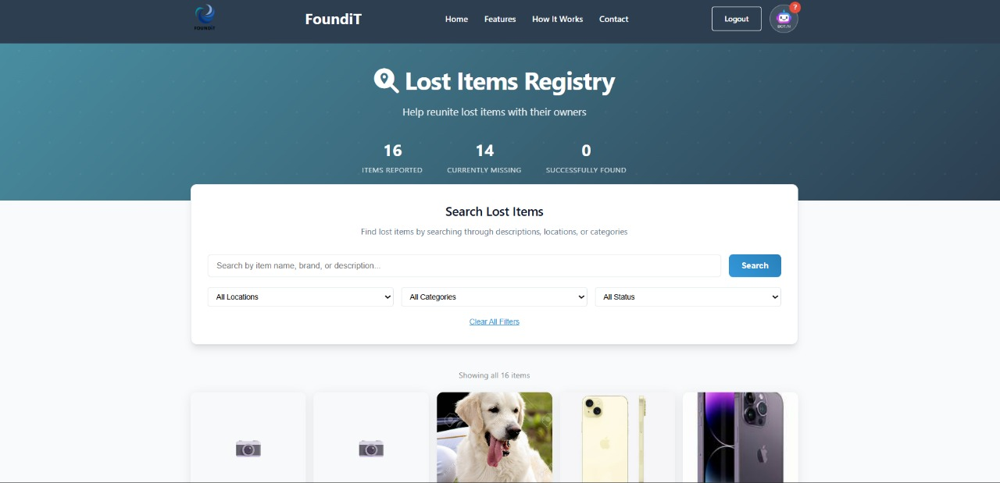 FOUNDIT
FoundiT
Home
Features
How It Works
Contact
Logout
?
Lost Items Registry
Help reunite lost items with their owners
16
14
0
ITEMS REPORTED
CURRENTLY MISSING
SUCCESSFULLY FOUND
Search Lost Items
Find lost items by searching through descriptions, locations, or categories
Search by item name, brand, or description...
Search
All Locations
All Categories
All Status
Clear All Filters
Showing all 16 items